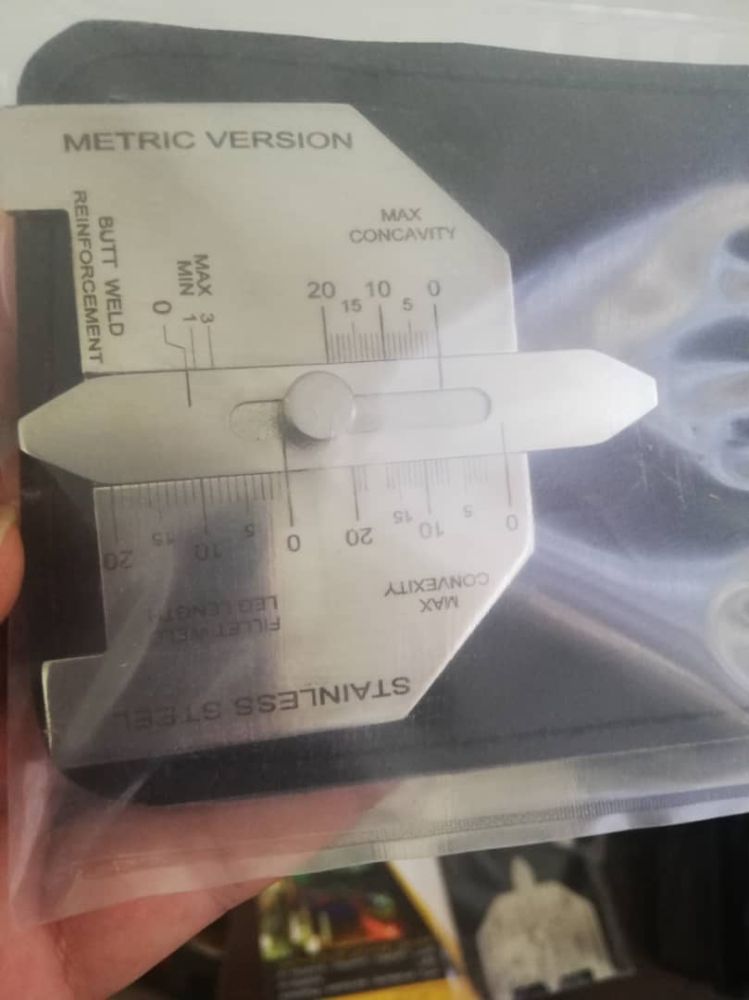 METRIC VERSION
BUTT WELD
REINFORCEMENT
MAX 3
MIN 1
0
MAX
CONCAVITY
20 15 10 5 0
20 15 10 5 0
20 15 10 5 0
FILLET WELD
LEG LENGTH
MAX
CONVEXITY
STAINLESS STEEL